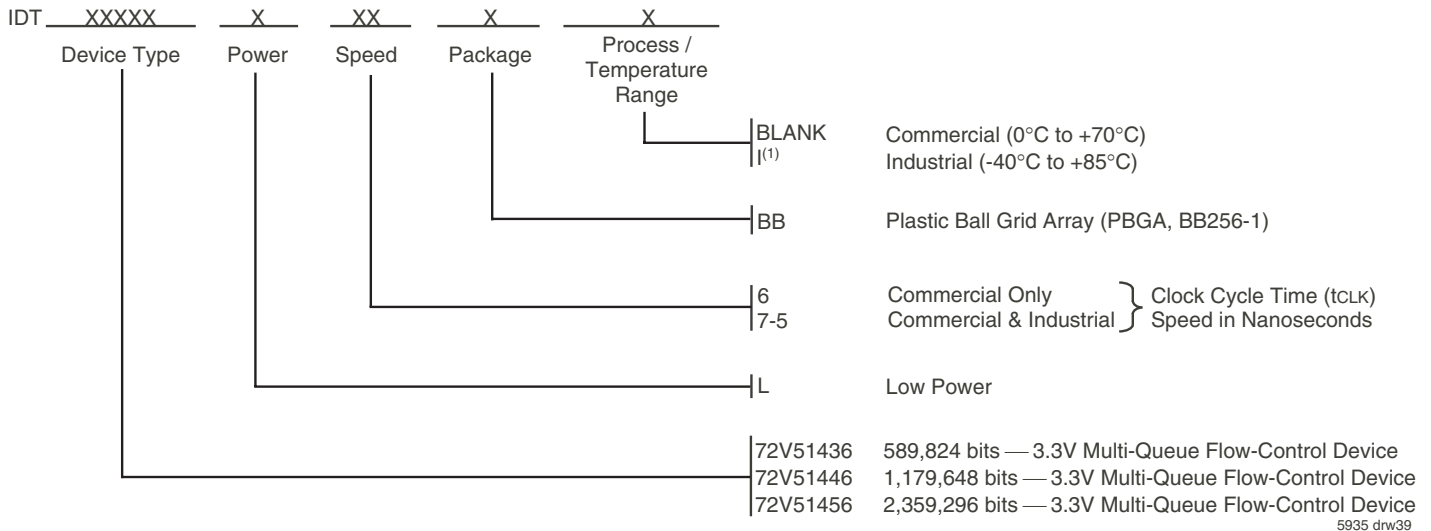 IDT XXXXX X XX X X
Device Type Power Speed Package Process / Temperature Range
BLANK Commercial (0°C to +70°C)
I(1) Industrial (-40°C to +85°C)
BB Plastic Ball Grid Array (PBGA, BB256-1)
6 Commercial Only Clock Cycle Time (tCLK)
7-5 Commercial & Industrial Speed in Nanoseconds
L Low Power
72V51436 589,824 bits — 3.3V Multi-Queue Flow-Control Device
72V51446 1,179,648 bits — 3.3V Multi-Queue Flow-Control Device
72V51456 2,359,296 bits — 3.3V Multi-Queue Flow-Control Device
5935 drw39